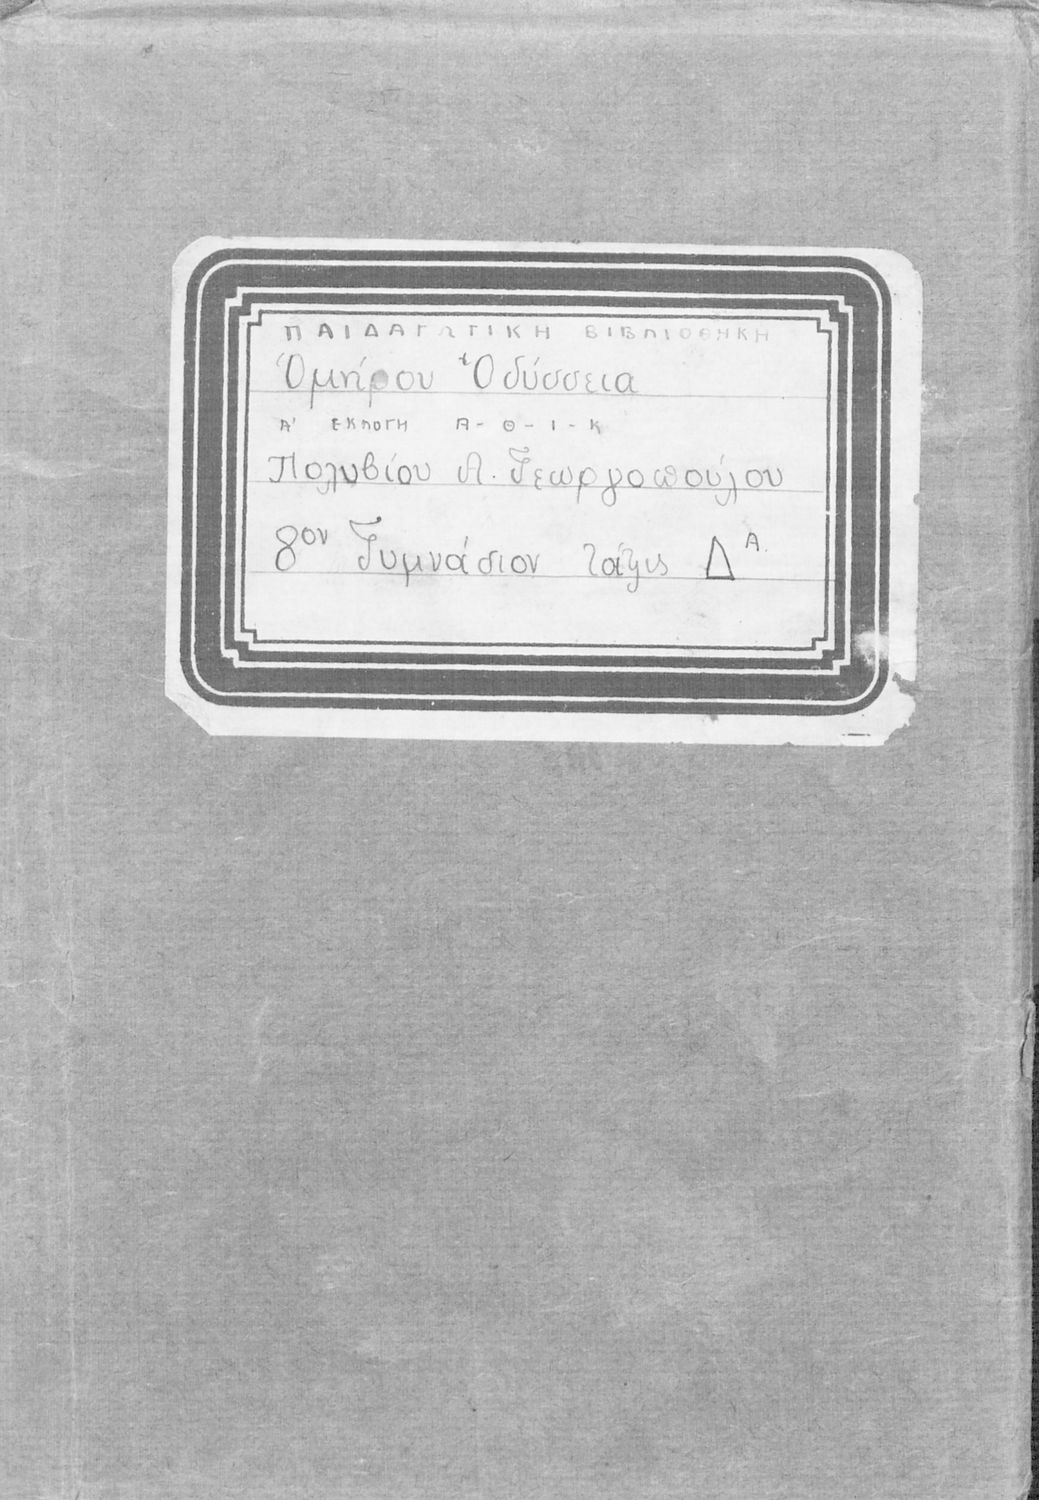 ΠΑΙΔΑΓΩΓΙΚΗ ΒΙΒΛΙΟΘΗΚΗ
Ὁμήρου Ὀδύσσεια
Α' ΕΚΛΟΓΗ Α - Θ - Ι - Κ
Πολυβίου Α. Γεωργοπούλου
8ον Γυμνάσιον τάξις Δ Α.